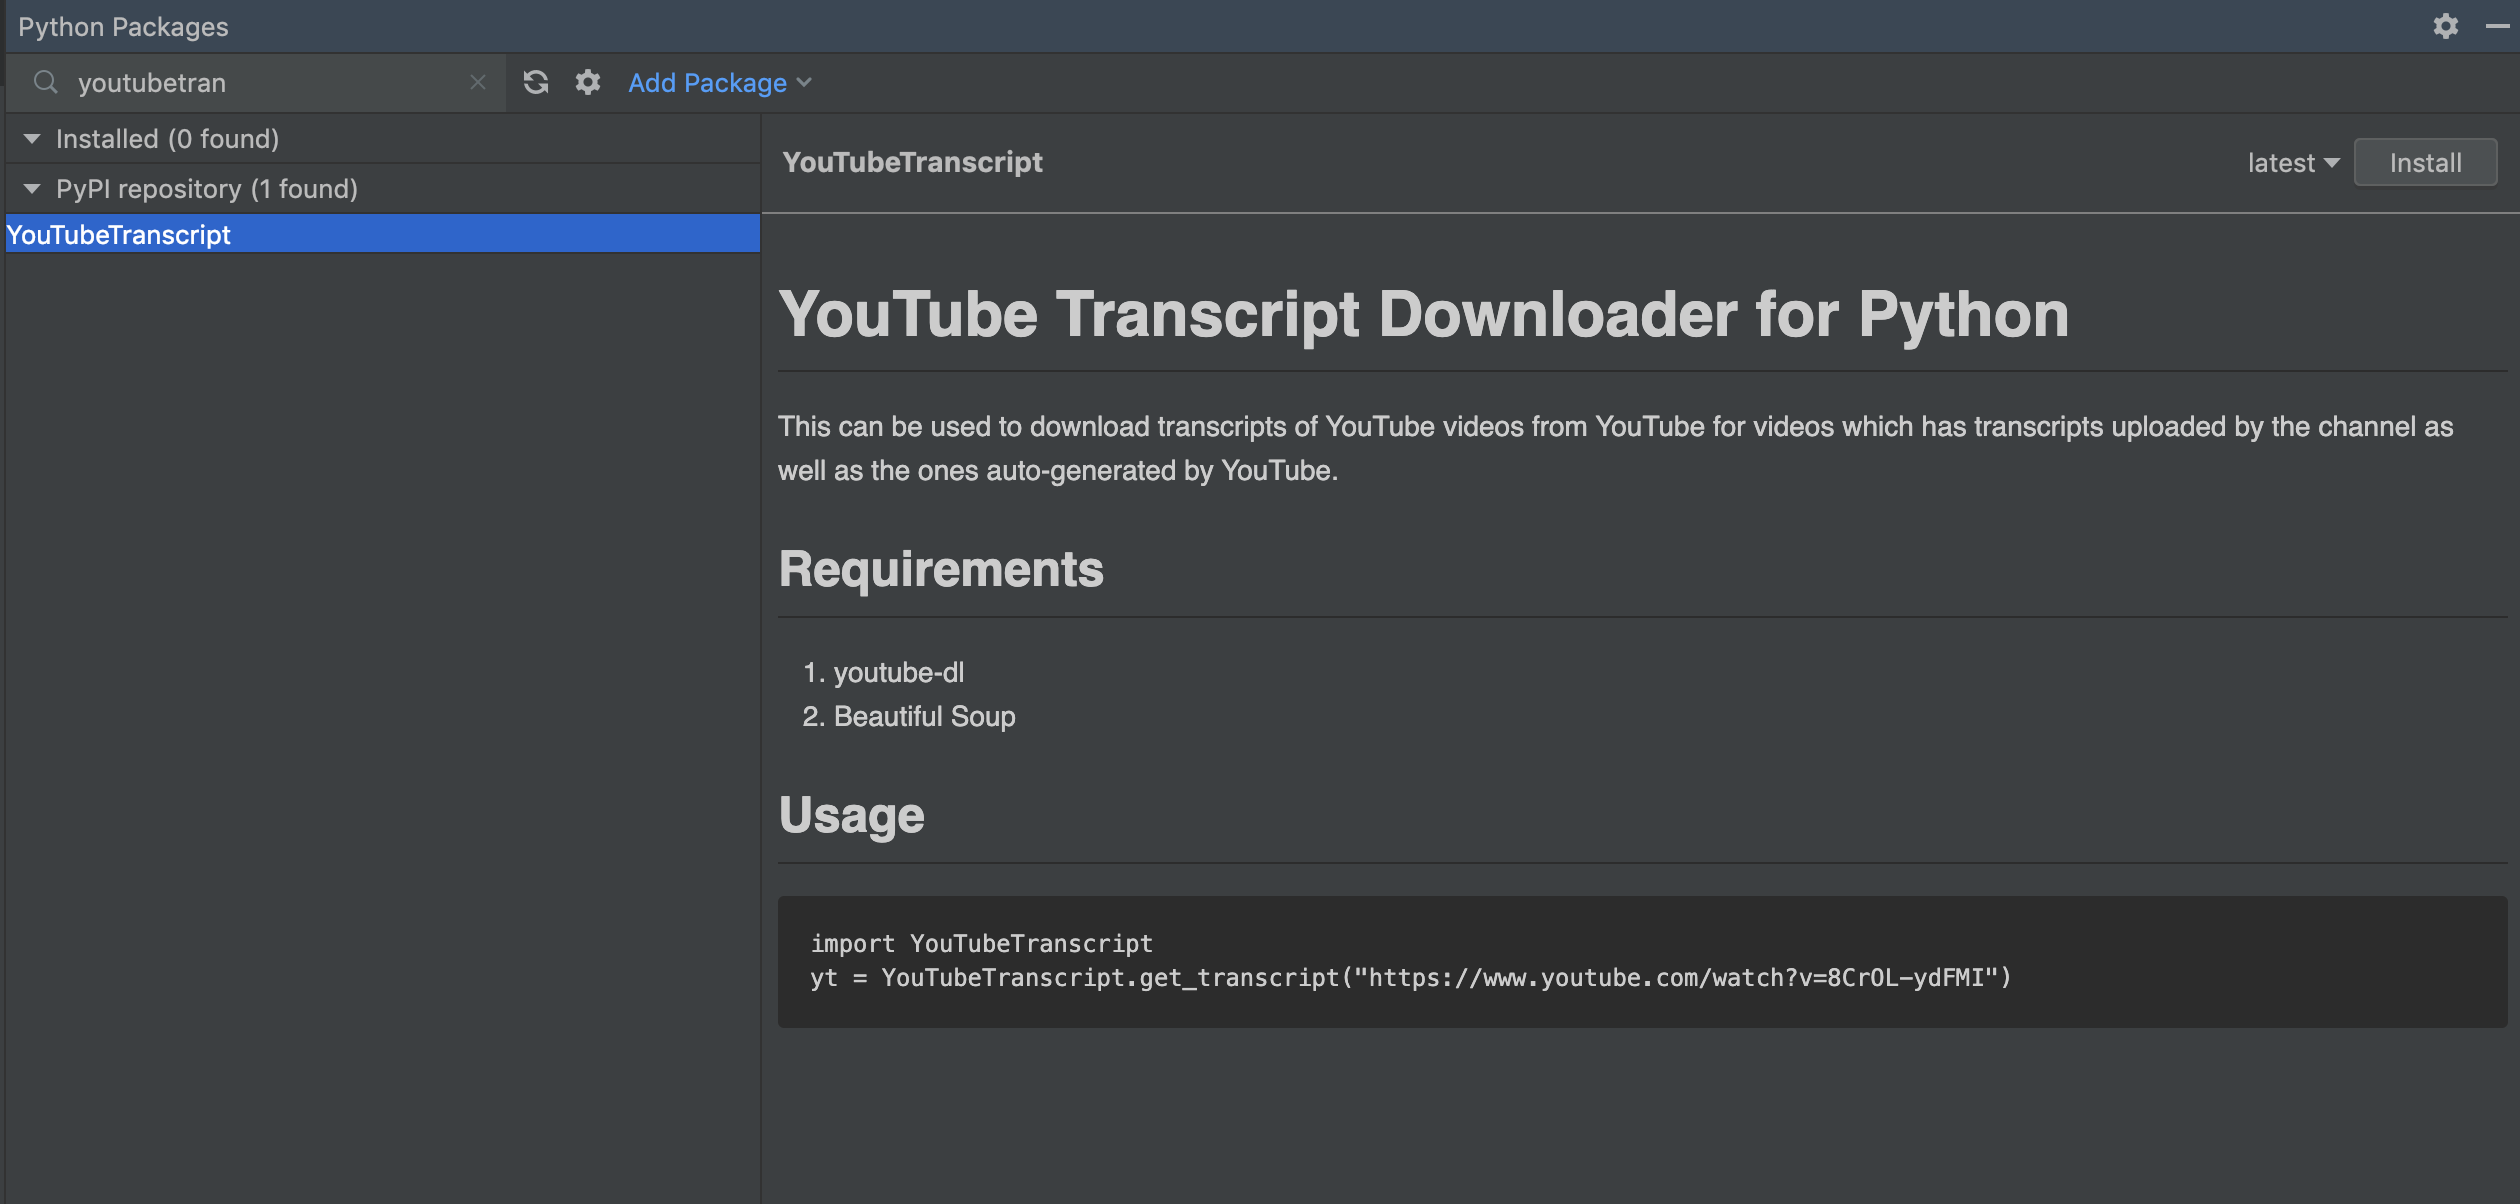 Python Packages
youtubetran
Add Package
Installed (0 found)
PyPI repository (1 found)
YouTubeTranscript
YouTubeTranscript
latest
Install
YouTube Transcript Downloader for Python
This can be used to download transcripts of YouTube videos from YouTube for videos which has transcripts uploaded by the channel as
well as the ones auto-generated by YouTube.
Requirements
1. youtube-dl
2. Beautiful Soup
Usage
import YouTubeTranscript
yt = YouTubeTranscript.get_transcript("https://www.youtube.com/watch?v=8CrOL-ydFMI")